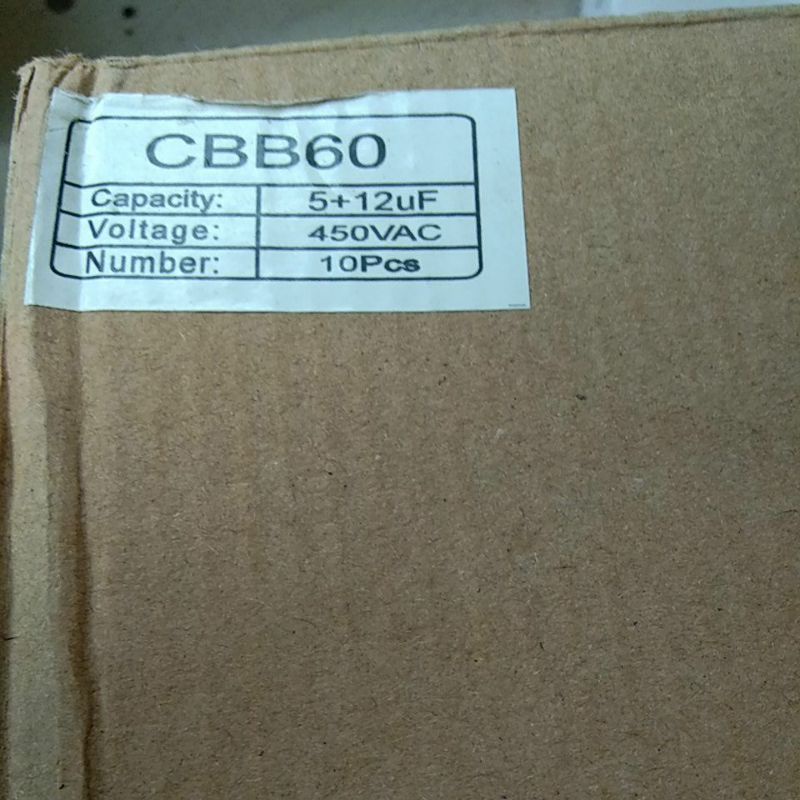 CBB60
Capacity: 5+12uF
Voltage: 450VAC
Number: 10Pcs